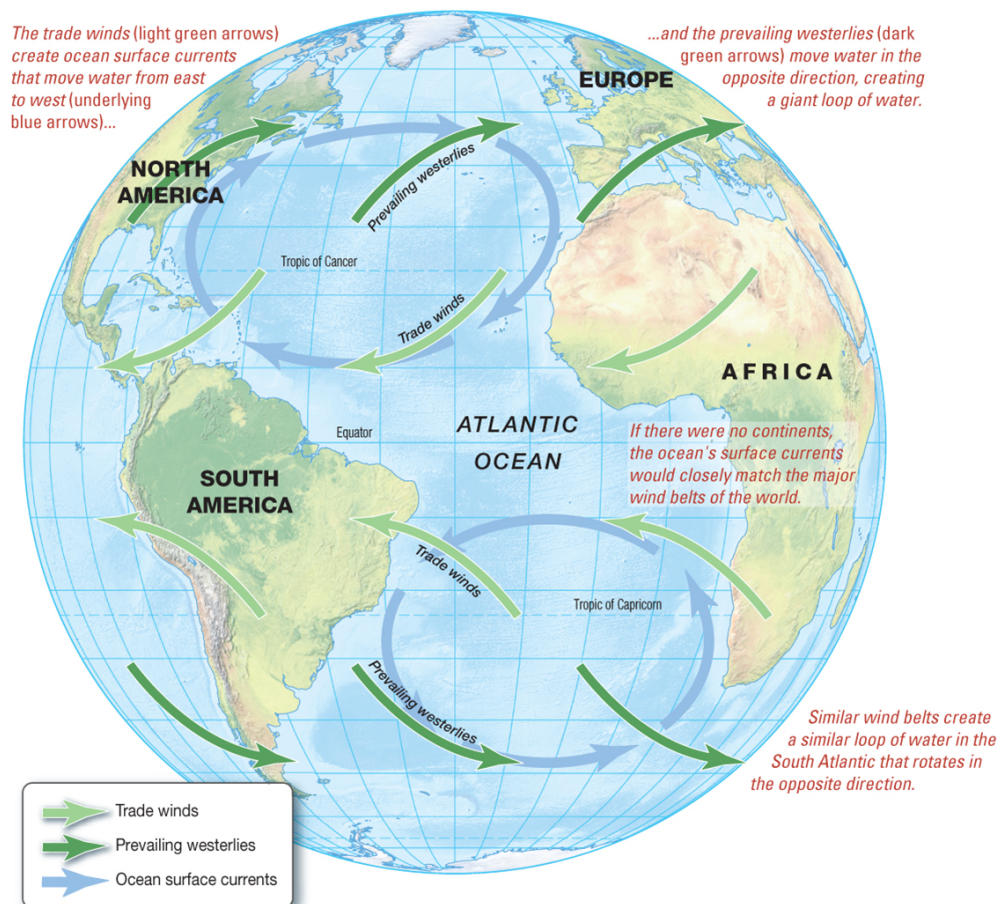 The trade winds (light green arrows)
create ocean surface currents
that move water from east
to west (underlying
blue arrows)...
...and the prevailing westerlies (dark
green arrows) move water in the
opposite direction, creating
a giant loop of water.
EUROPE
NORTH
AMERICA
Prevailing westerlies
Tropic of Cancer
Trade winds
AFRICA
ATLANTIC
OCEAN
Equator
If there were no continents,
the ocean's surface currents
would closely match the major
wind belts of the world.
SOUTH
AMERICA
Trade winds
Tropic of Capricorn
Prevailing westerlies
Similar wind belts create
a similar loop of water in the
South Atlantic that rotates in
the opposite direction.
Trade winds
Prevailing westerlies
Ocean surface currents